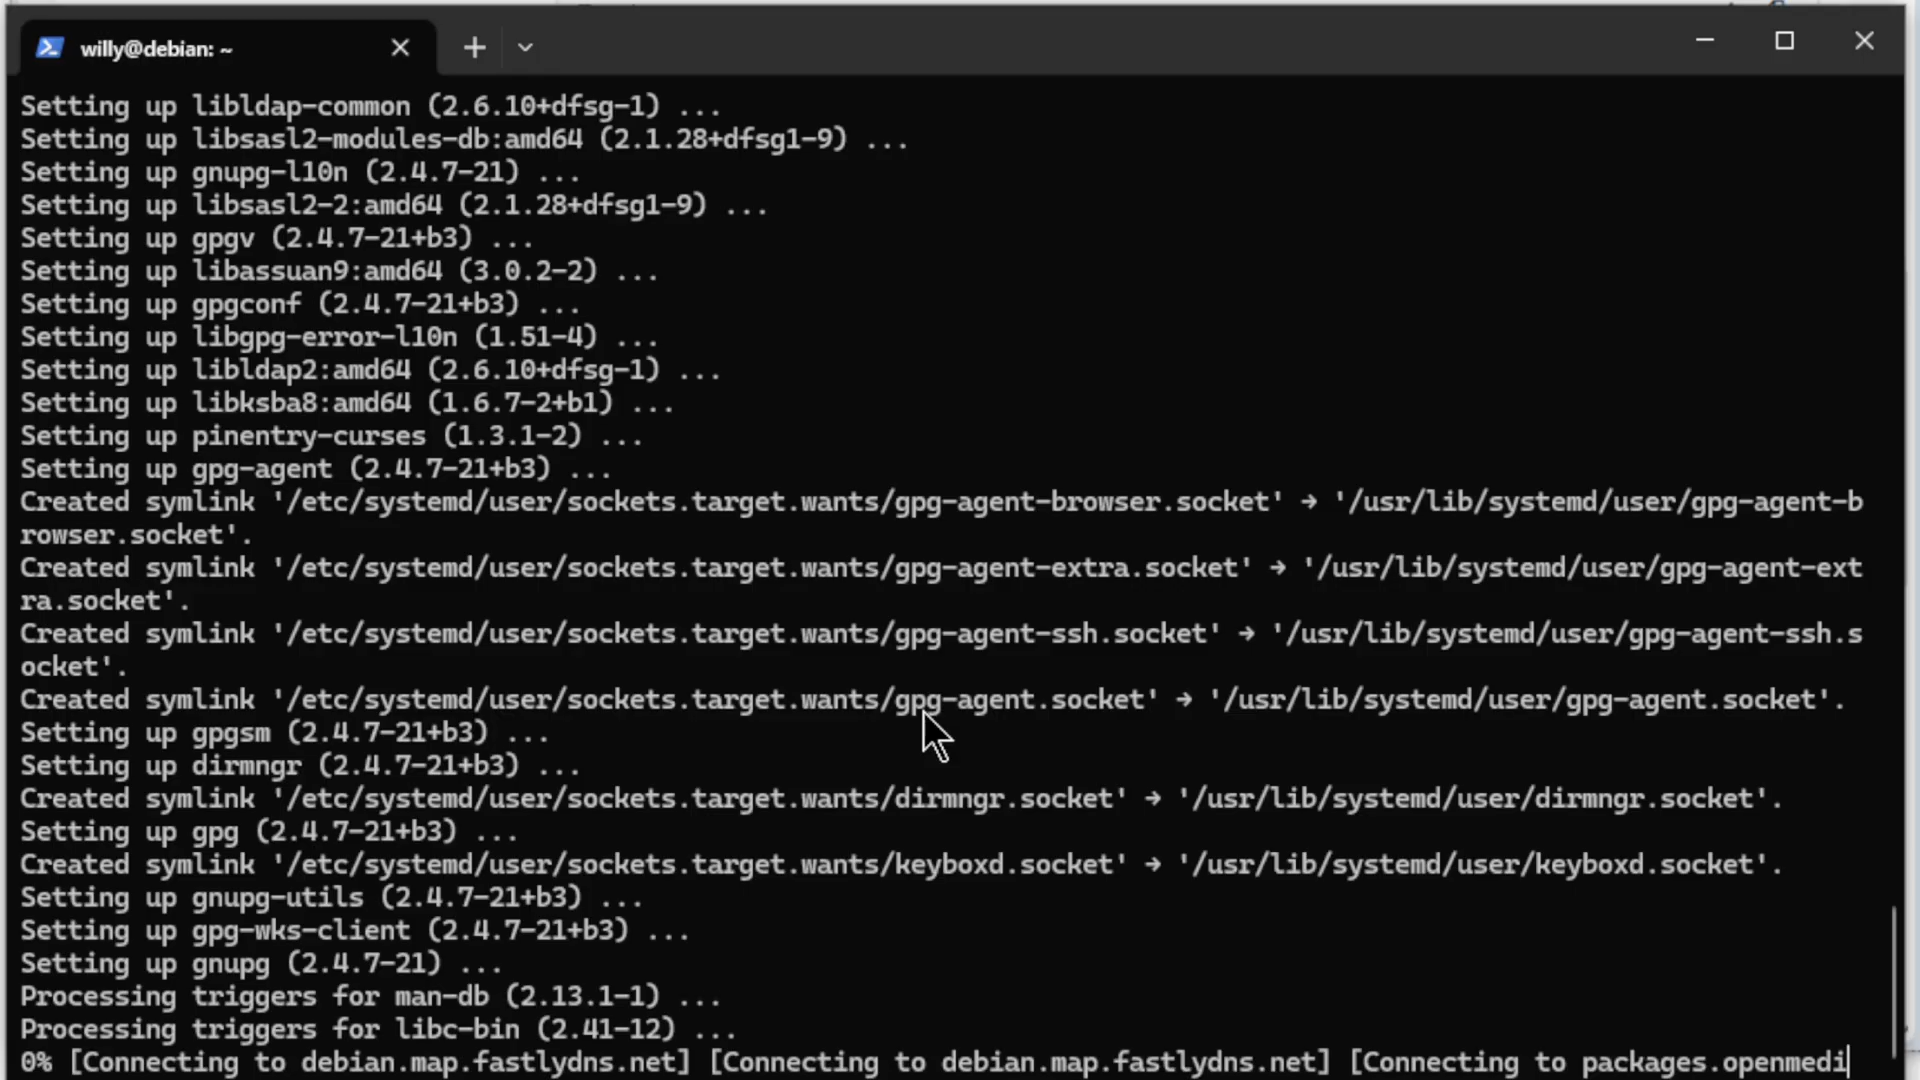 willy@debian: ~
Setting up libldap-common (2.6.10+dfsg-1) ...
Setting up libsasl2-modules-db:amd64 (2.1.28+dfsg1-9) ...
Setting up gnupg-l10n (2.4.7-21) ...
Setting up libsasl2-2:amd64 (2.1.28+dfsg1-9) ...
Setting up gpgv (2.4.7-21+b3) ...
Setting up libassuan9:amd64 (3.0.2-2) ...
Setting up gpgconf (2.4.7-21+b3) ...
Setting up libgpg-error-l10n (1.51-4) ...
Setting up libldap2:amd64 (2.6.10+dfsg-1) ...
Setting up libksba8:amd64 (1.6.7-2+b1) ...
Setting up pinentry-curses (1.3.1-2) ...
Setting up gpg-agent (2.4.7-21+b3) ...
Created symlink '/etc/systemd/user/sockets.target.wants/gpg-agent-browser.socket' → '/usr/lib/systemd/user/gpg-agent-b
rowser.socket'.
Created symlink '/etc/systemd/user/sockets.target.wants/gpg-agent-extra.socket' → '/usr/lib/systemd/user/gpg-agent-ext
ra.socket'.
Created symlink '/etc/systemd/user/sockets.target.wants/gpg-agent-ssh.socket' → '/usr/lib/systemd/user/gpg-agent-ssh.s
ocket'.
Created symlink '/etc/systemd/user/sockets.target.wants/gpg-agent.socket' → '/usr/lib/systemd/user/gpg-agent.socket'.
Setting up gpgsm (2.4.7-21+b3) ...
Setting up dirmngr (2.4.7-21+b3) ...
Created symlink '/etc/systemd/user/sockets.target.wants/dirmngr.socket' → '/usr/lib/systemd/user/dirmngr.socket'.
Setting up gpg (2.4.7-21+b3) ...
Created symlink '/etc/systemd/user/sockets.target.wants/keyboxd.socket' → '/usr/lib/systemd/user/keyboxd.socket'.
Setting up gnupg-utils (2.4.7-21+b3) ...
Setting up gpg-wks-client (2.4.7-21+b3) ...
Setting up gnupg (2.4.7-21) ...
Processing triggers for man-db (2.13.1-1) ...
Processing triggers for libc-bin (2.41-12) ...
0% [Connecting to debian.map.fastlydns.net] [Connecting to debian.map.fastlydns.net] [Connecting to packages.openmedi